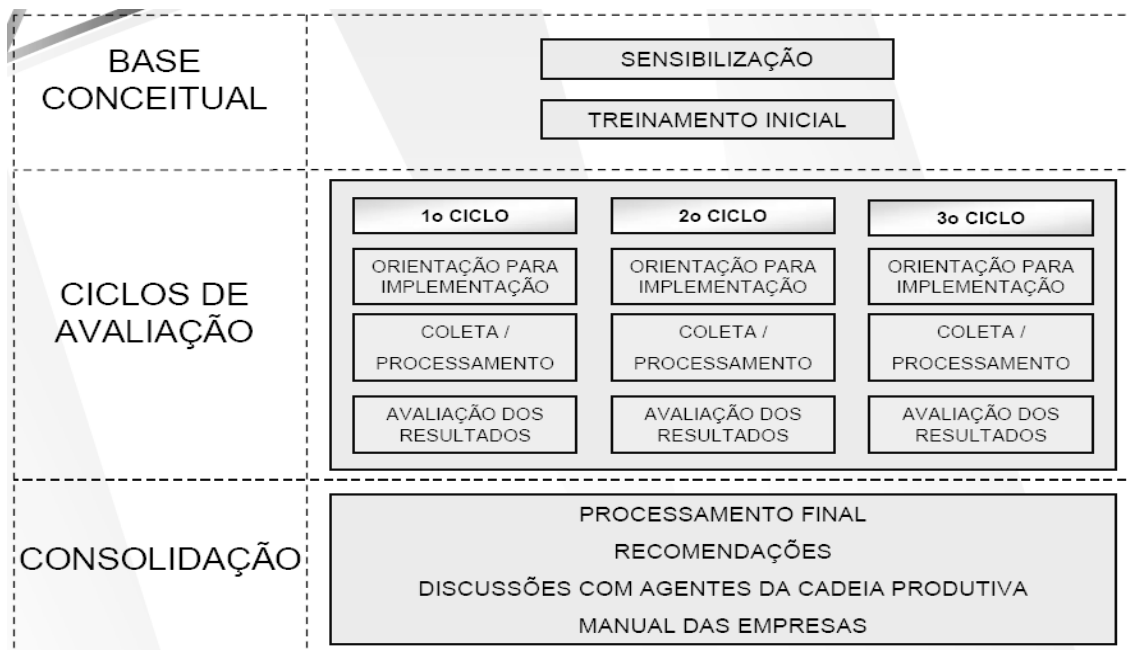 BASE
CONCEITUAL
SENSIBILIZAÇÃO
TREINAMENTO INICIAL
CICLOS DE
AVALIAÇÃO
1o CICLO
ORIENTAÇÃO PARA
IMPLEMENTAÇÃO
COLETA /
PROCESSAMENTO
AVALIAÇÃO DOS
RESULTADOS
2o CICLO
ORIENTAÇÃO PARA
IMPLEMENTAÇÃO
COLETA /
PROCESSAMENTO
AVALIAÇÃO DOS
RESULTADOS
3o CICLO
ORIENTAÇÃO PARA
IMPLEMENTAÇÃO
COLETA /
PROCESSAMENTO
AVALIAÇÃO DOS
RESULTADOS
CONSOLIDAÇÃO
PROCESSAMENTO FINAL
RECOMENDAÇÕES
DISCUSSÕES COM AGENTES DA CADEIA PRODUTIVA
MANUAL DAS EMPRESAS